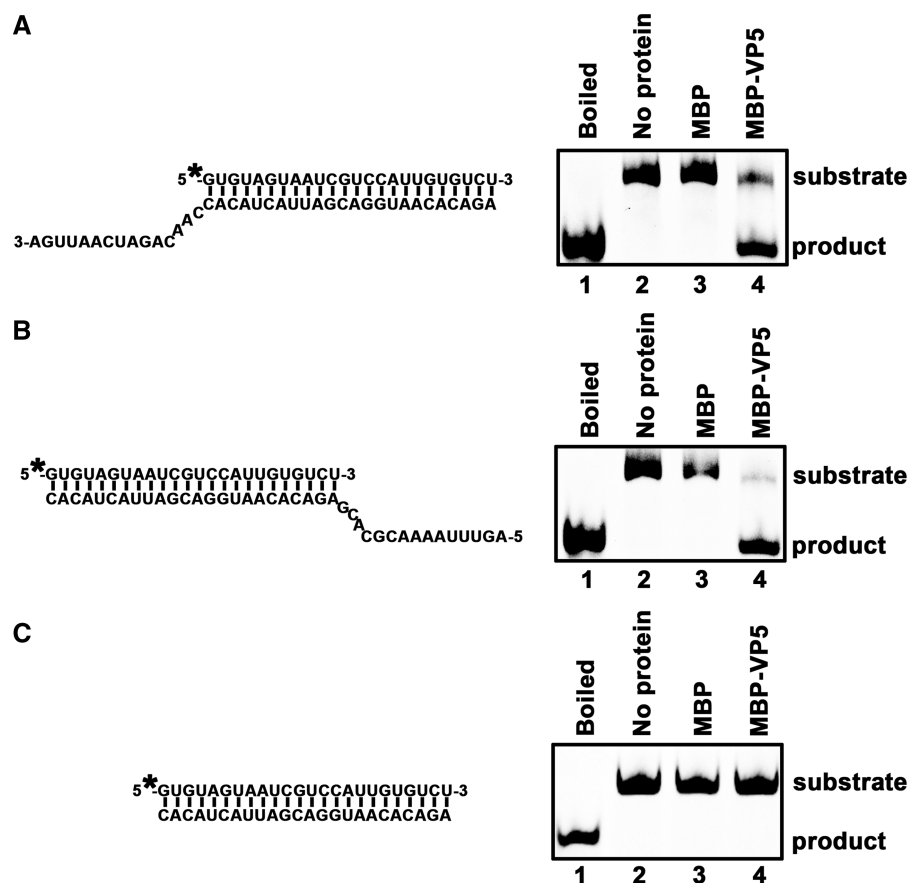 A
Boiled
No protein
MBP
MBP-VP5
5*-GUGUAGUAAUCGUCCAUUGUGUCU-3
CACAUCAUUAGCAGGUAACACAGA
3-AGUUAACUAGACAAC
substrate
product
1 2 3 4
B
Boiled
No protein
MBP
MBP-VP5
5*-GUGUAGUAAUCGUCCAUUGUGUCU-3
CACAUCAUUAGCAGGUAACACAGA
GCACGCAAAAUUUGA-5
substrate
product
1 2 3 4
C
Boiled
No protein
MBP
MBP-VP5
5*-GUGUAGUAAUCGUCCAUUGUGUCU-3
CACAUCAUUAGCAGGUAACACAGA
substrate
product
1 2 3 4